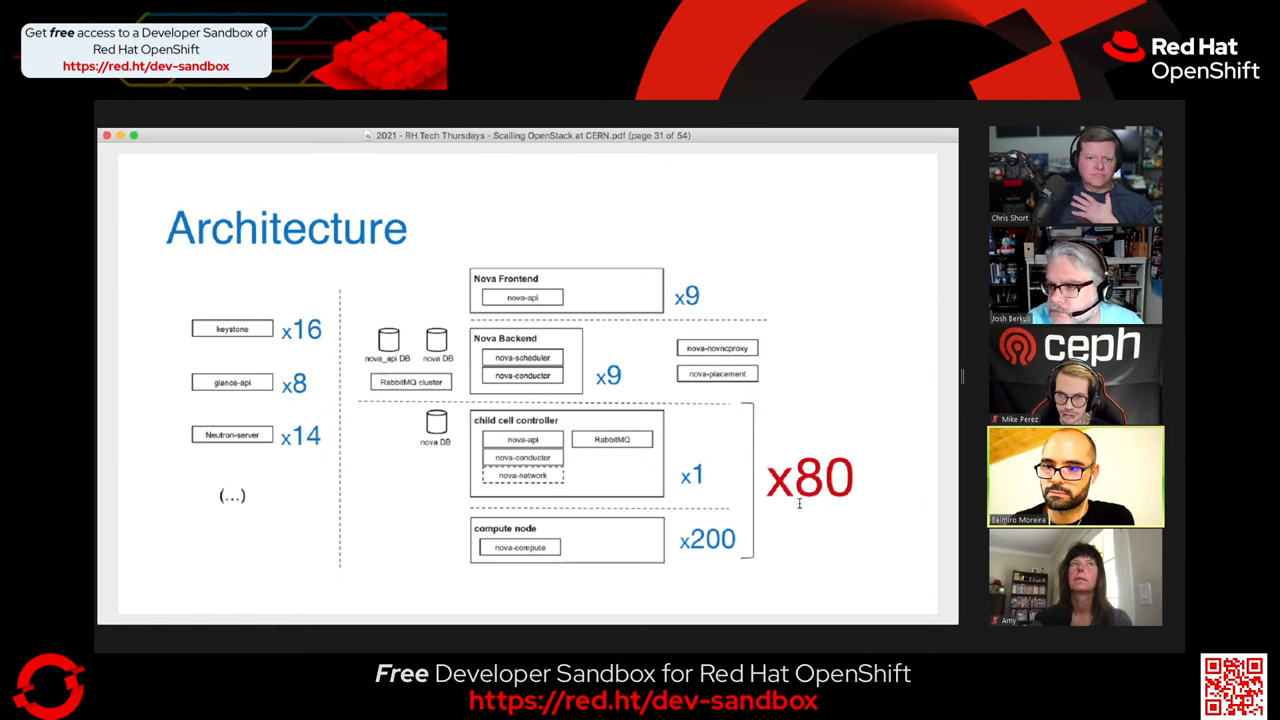 Get free access to a Developer Sandbox of
Red Hat OpenShift
https://red.ht/dev-sandbox
Red Hat
OpenShift
2021 - RH Tech Thursdays - Scaling OpenStack at CERN.pdf (page 31 of 54)
Architecture
keystone
x16
glance-api
x8
Neutron-server
x14
(...)
Nova Frontend
nova-api
x9
nova_api DB
nova DB
RabbitMQ cluster
Nova Backend
nova-scheduler
nova-conductor
x9
nova-novncproxy
nova-placement
nova DB
child cell controller
nova-api
RabbitMQ
nova-conductor
nova-network
x1
compute node
nova-compute
x200
x80
Chris Short
Josh Berkus
ceph
Mike Perez
Belmiro Moreira
Amy
Free Developer Sandbox for Red Hat OpenShift
https://red.ht/dev-sandbox